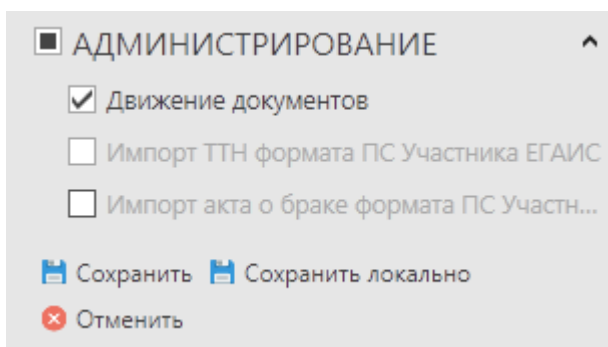 АДМИНИСТРИРОВАНИЕ
Движение документов
Импорт ТТН формата ПС Участника ЕГАИС
Импорт акта о браке формата ПС Участн...
Сохранить Сохранить локально
Отменить